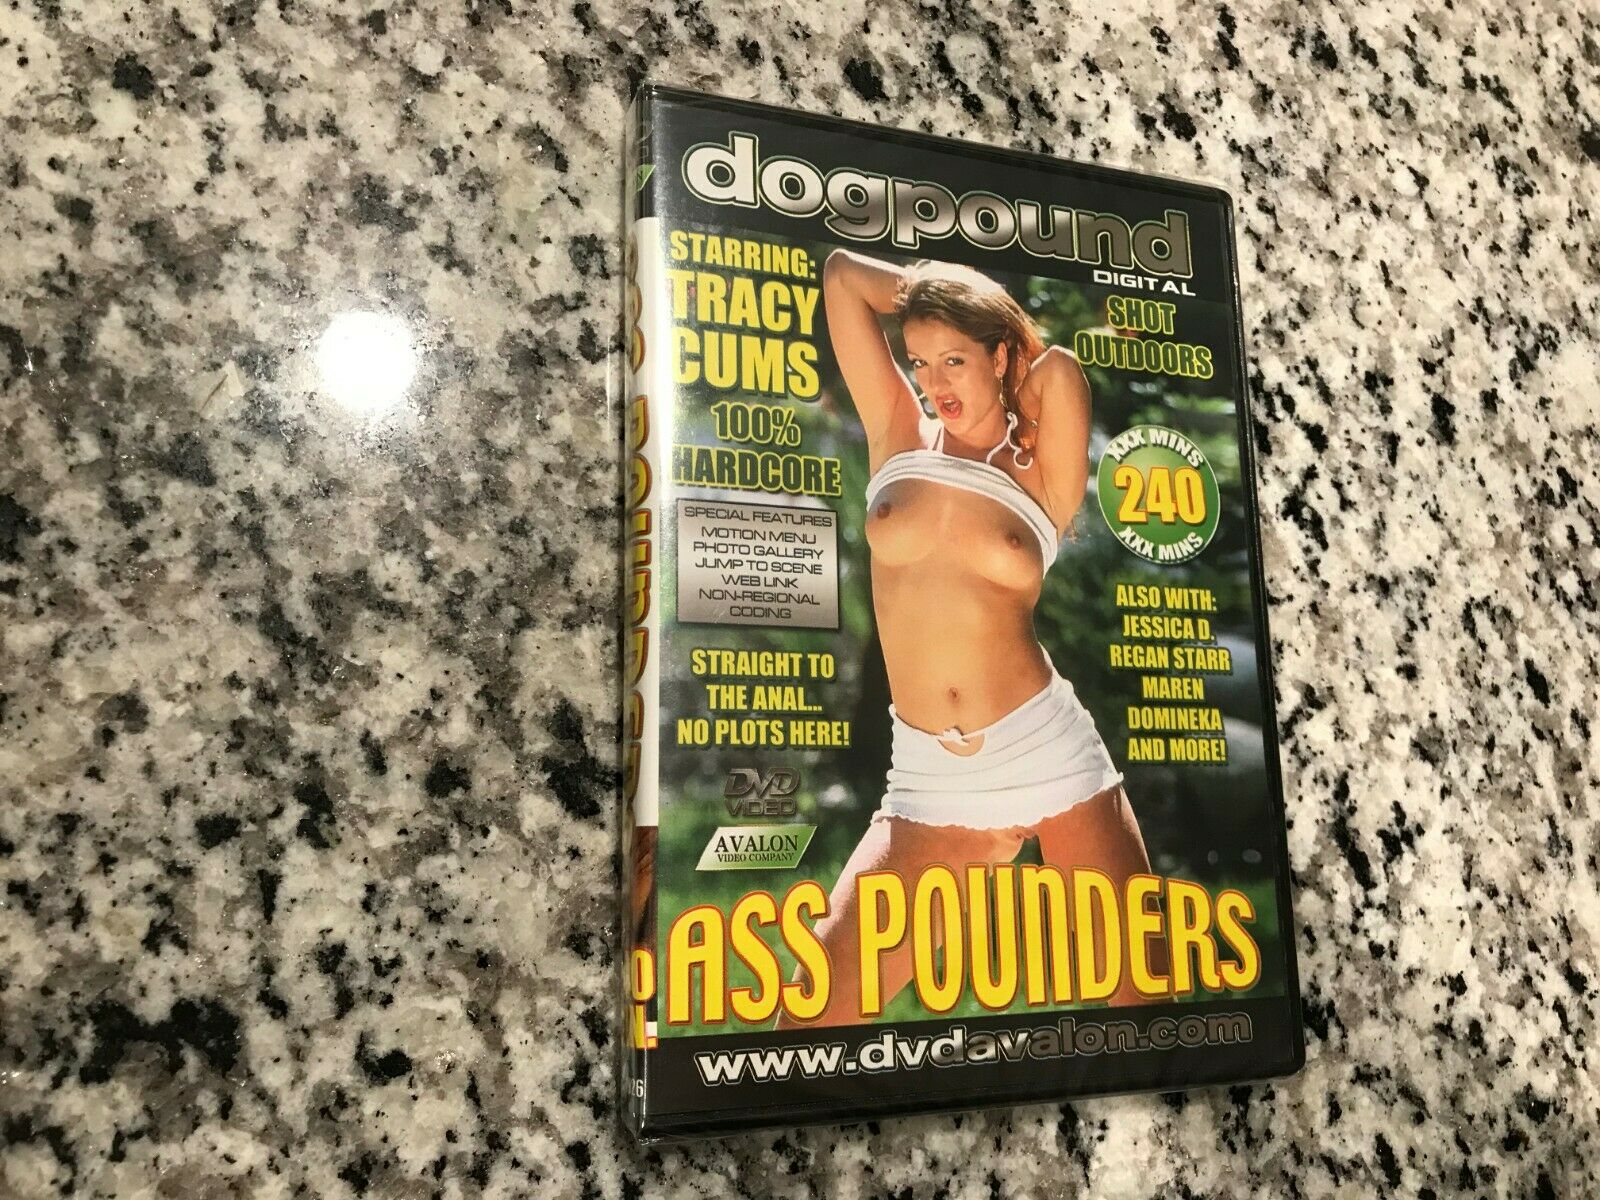 dogpound
DIGITAL
STARRING:
TRACY
CUMS
100%
HARDCORE
SPECIAL FEATURES
MOTION MENU
PHOTO GALLERY
JUMP TO SCENE
WEB LINK
NON-REGIONAL
CODING
STRAIGHT TO
THE ANAL...
NO PLOTS HERE!
DVD
VIDEO
AVALON
VIDEO COMPANY
SHOT
OUTDOORS
XXX MINS
240
XXX MINS
ALSO WITH:
JESSICA D.
REGAN STARR
MAREN
DOMINEKA
AND MORE!
ASS POUNDERS
www.dvdavalon.com